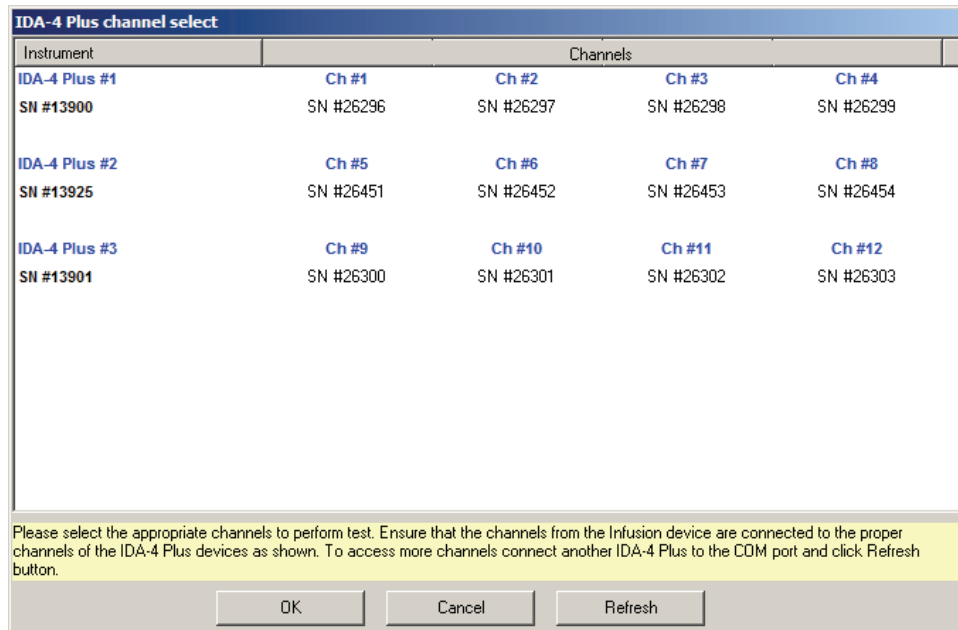 IDA-4 Plus channel select
Instrument Channels
IDA-4 Plus #1 Ch #1 Ch #2 Ch #3 Ch #4
SN #13900 SN #26296 SN #26297 SN #26298 SN #26299
IDA-4 Plus #2 Ch #5 Ch #6 Ch #7 Ch #8
SN #13925 SN #26451 SN #26452 SN #26453 SN #26454
IDA-4 Plus #3 Ch #9 Ch #10 Ch #11 Ch #12
SN #13901 SN #26300 SN #26301 SN #26302 SN #26303
Please select the appropriate channels to perform test. Ensure that the channels from the Infusion device are connected to the proper
channels of the IDA-4 Plus devices as shown. To access more channels connect another IDA-4 Plus to the COM port and click Refresh
button.
OK Cancel Refresh